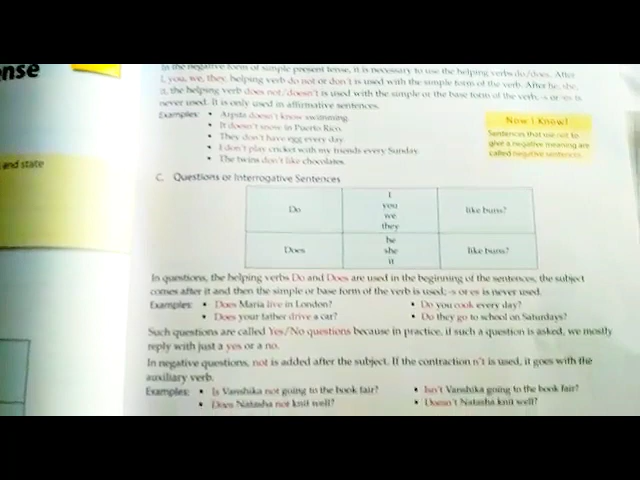 ense
and state
In the negative form of simple present tense, it is necessary to use the helping verbs do/does. After
I, you, we, they, helping verb do not or don't is used with the simple form of the verb. After he, she,
it, the helping verb does not/doesn't is used with the simple or the base form of the verb, -s or -es is
never used. It is only used in affirmative sentences.
Examples: • Arpita doesn't know swimming.
• It doesn't snow in Puerto Rico.
• They don't have egg every day.
• I don't play cricket with my friends every Sunday.
• The twins don't like chocolates.
Now I Know!
Sentences that use not to
give a negative meaning are
called negative sentences.
C. Questions or Interrogative Sentences
Do I you we they like buns?
Does he she it like buns?
In questions, the helping verbs Do and Does are used in the beginning of the sentences, the subject
comes after it and then the simple or base form of the verb is used; -s or es is never used.
Examples: • Does Maria live in London? • Do you cook every day?
• Does your father drive a car? • Do they go to school on Saturdays?
Such questions are called Yes/No questions because in practice, if such a question is asked, we mostly
reply with just a yes or a no.
In negative questions, not is added after the subject. If the contraction n't is used, it goes with the
auxiliary verb.
Examples: • Is Vanshika not going to the book fair? • Isn't Vanshika going to the book fair?
• Does Natasha not knit well? • Doesn't Natasha knit well?